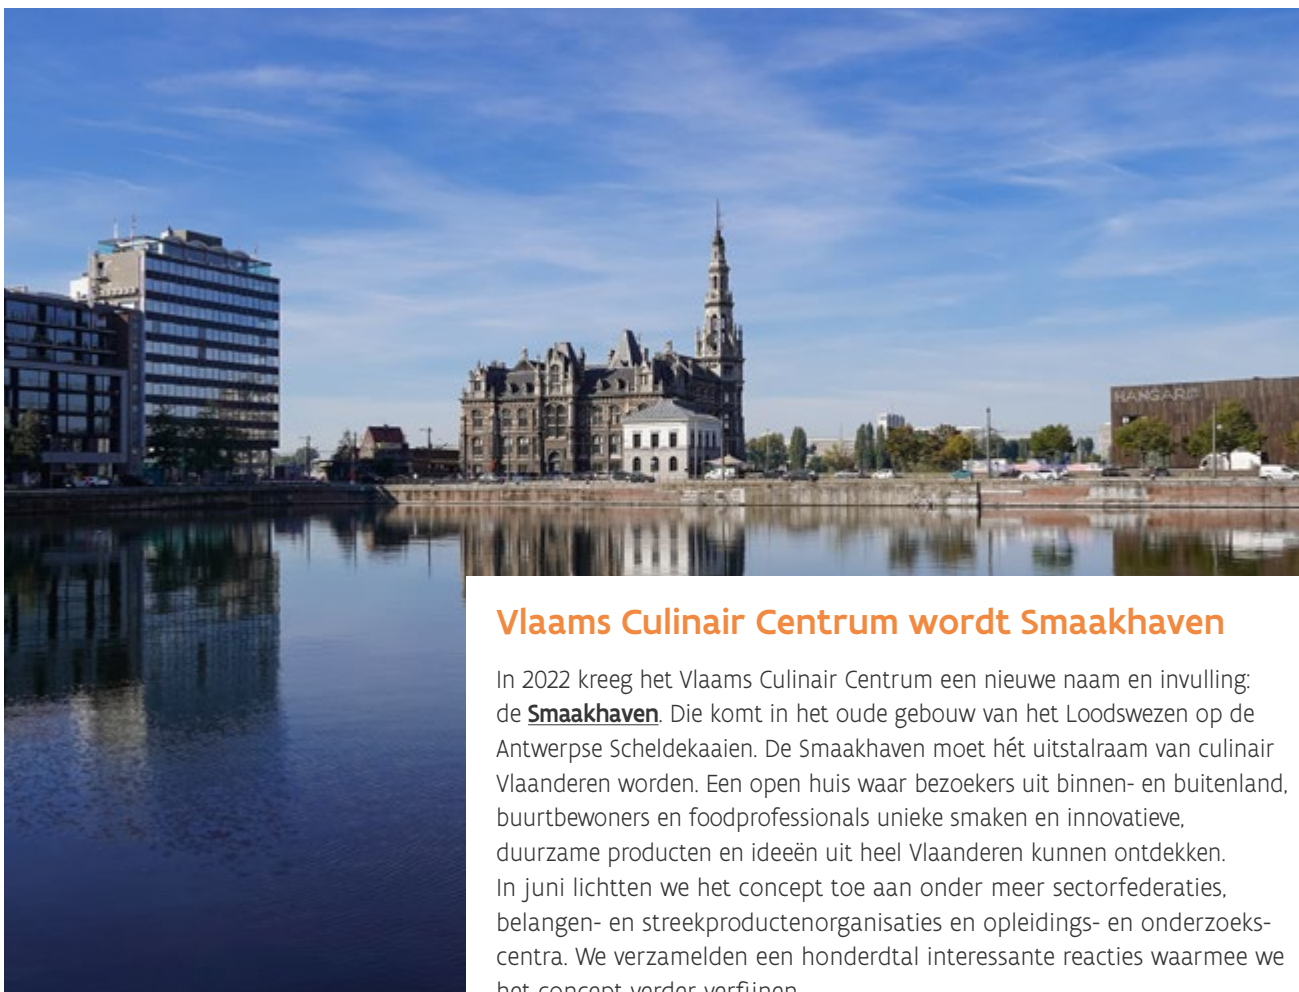 HANGAR
Vlaams Culinair Centrum wordt Smaakhaven
In 2022 kreeg het Vlaams Culinair Centrum een nieuwe naam en invulling:
de Smaakhaven. Die komt in het oude gebouw van het Loodswezen op de
Antwerpse Scheldekaaien. De Smaakhaven moet hét uitstalraam van culinair
Vlaanderen worden. Een open huis waar bezoekers uit binnen- en buitenland,
buurtbewoners en foodprofessionals unieke smaken en innovatieve,
duurzame producten en ideeën uit heel Vlaanderen kunnen ontdekken.
In juni lichtten we het concept toe aan onder meer sectorfederaties,
belangen- en streekproductenorganisaties en opleidings- en onderzoeks-
centra. We verzamelden een honderdtal interessante reacties waarmee we
het concept verder verfijnen.